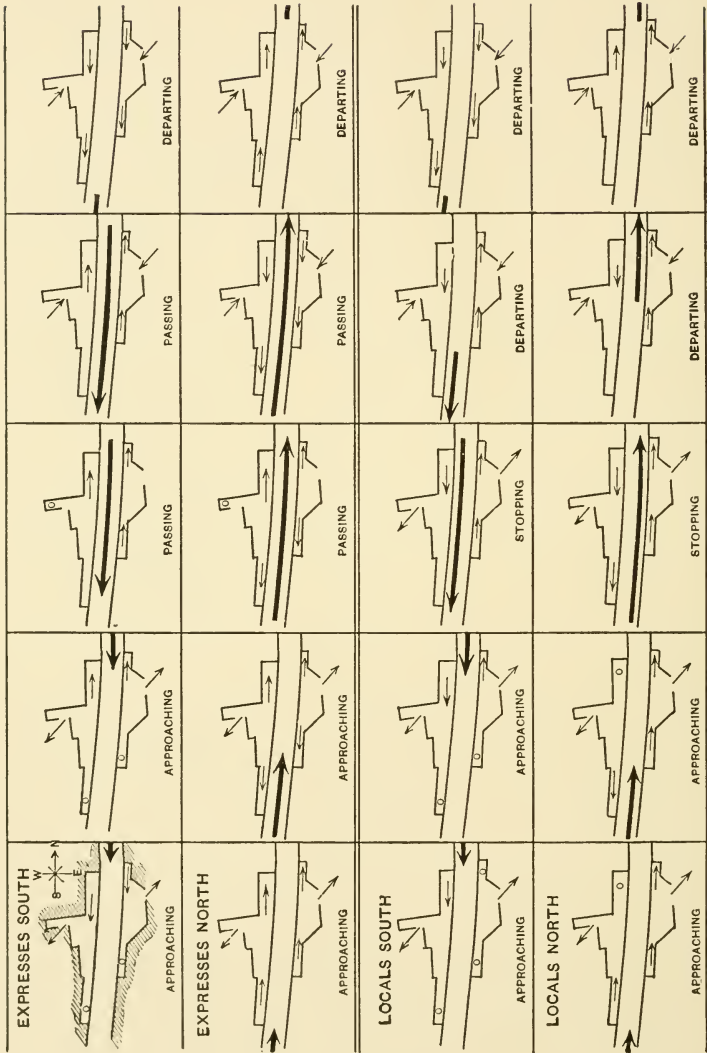 EXPRESSES SOUTH
W
S N
E
APPROACHING APPROACHING PASSING PASSING DEPARTING
EXPRESSES NORTH
APPROACHING APPROACHING PASSING PASSING DEPARTING
LOCALS SOUTH
APPROACHING APPROACHING STOPPING DEPARTING DEPARTING
LOCALS NORTH
APPROACHING APPROACHING STOPPING DEPARTING DEPARTING